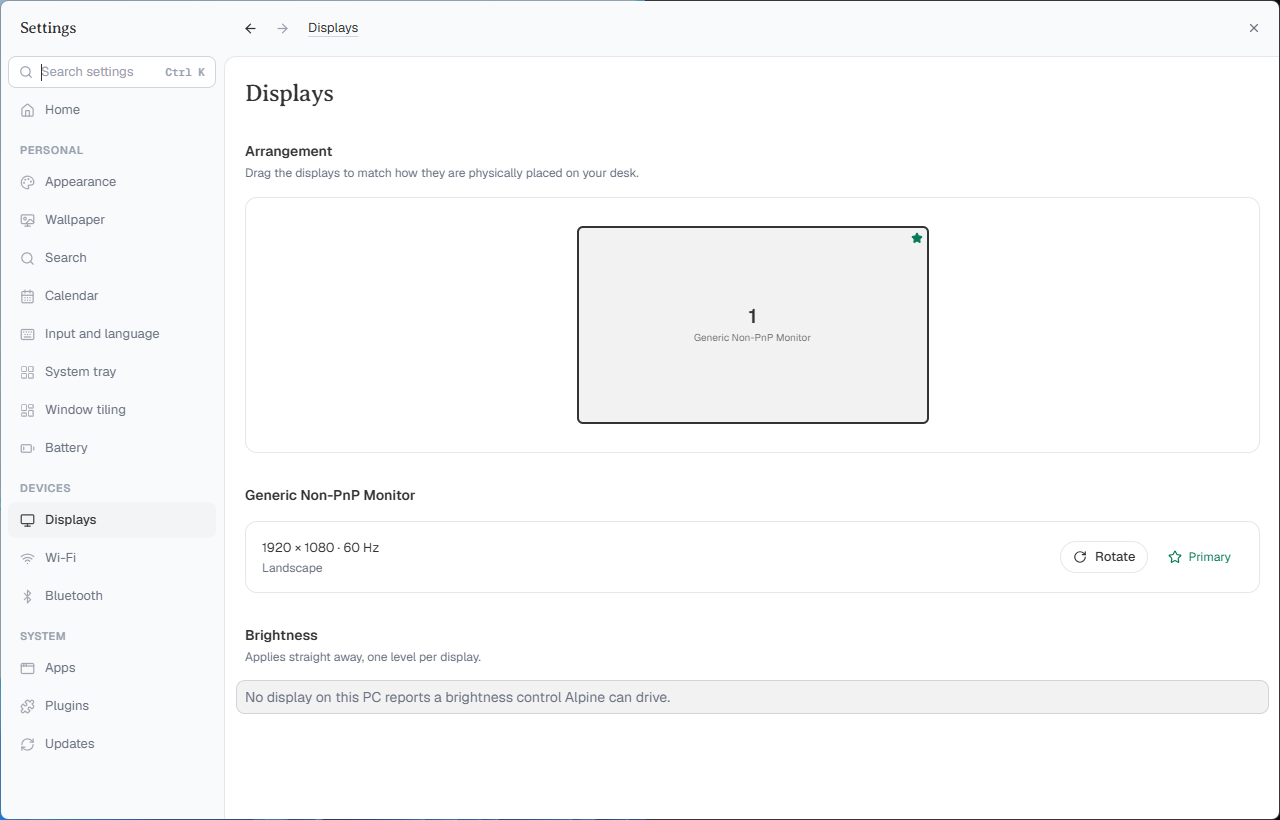 Settings
Displays
Search settings Ctrl K
Home
PERSONAL
Appearance
Wallpaper
Search
Calendar
Input and language
System tray
Window tiling
Battery
DEVICES
Displays
Wi-Fi
Bluetooth
SYSTEM
Apps
Plugins
Updates
Displays
Arrangement
Drag the displays to match how they are physically placed on your desk.
1
Generic Non-PnP Monitor
Generic Non-PnP Monitor
1920 × 1080 · 60 Hz
Landscape
Rotate
Primary
Brightness
Applies straight away, one level per display.
No display on this PC reports a brightness control Alpine can drive.